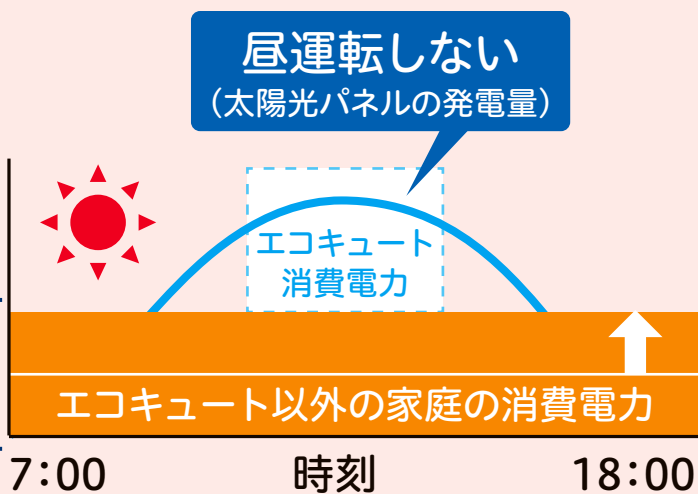 昼運転しない
（太陽光パネルの発電量）
エコキュート
消費電力
エコキュート以外の家庭の消費電力
7：00 時刻 18：00